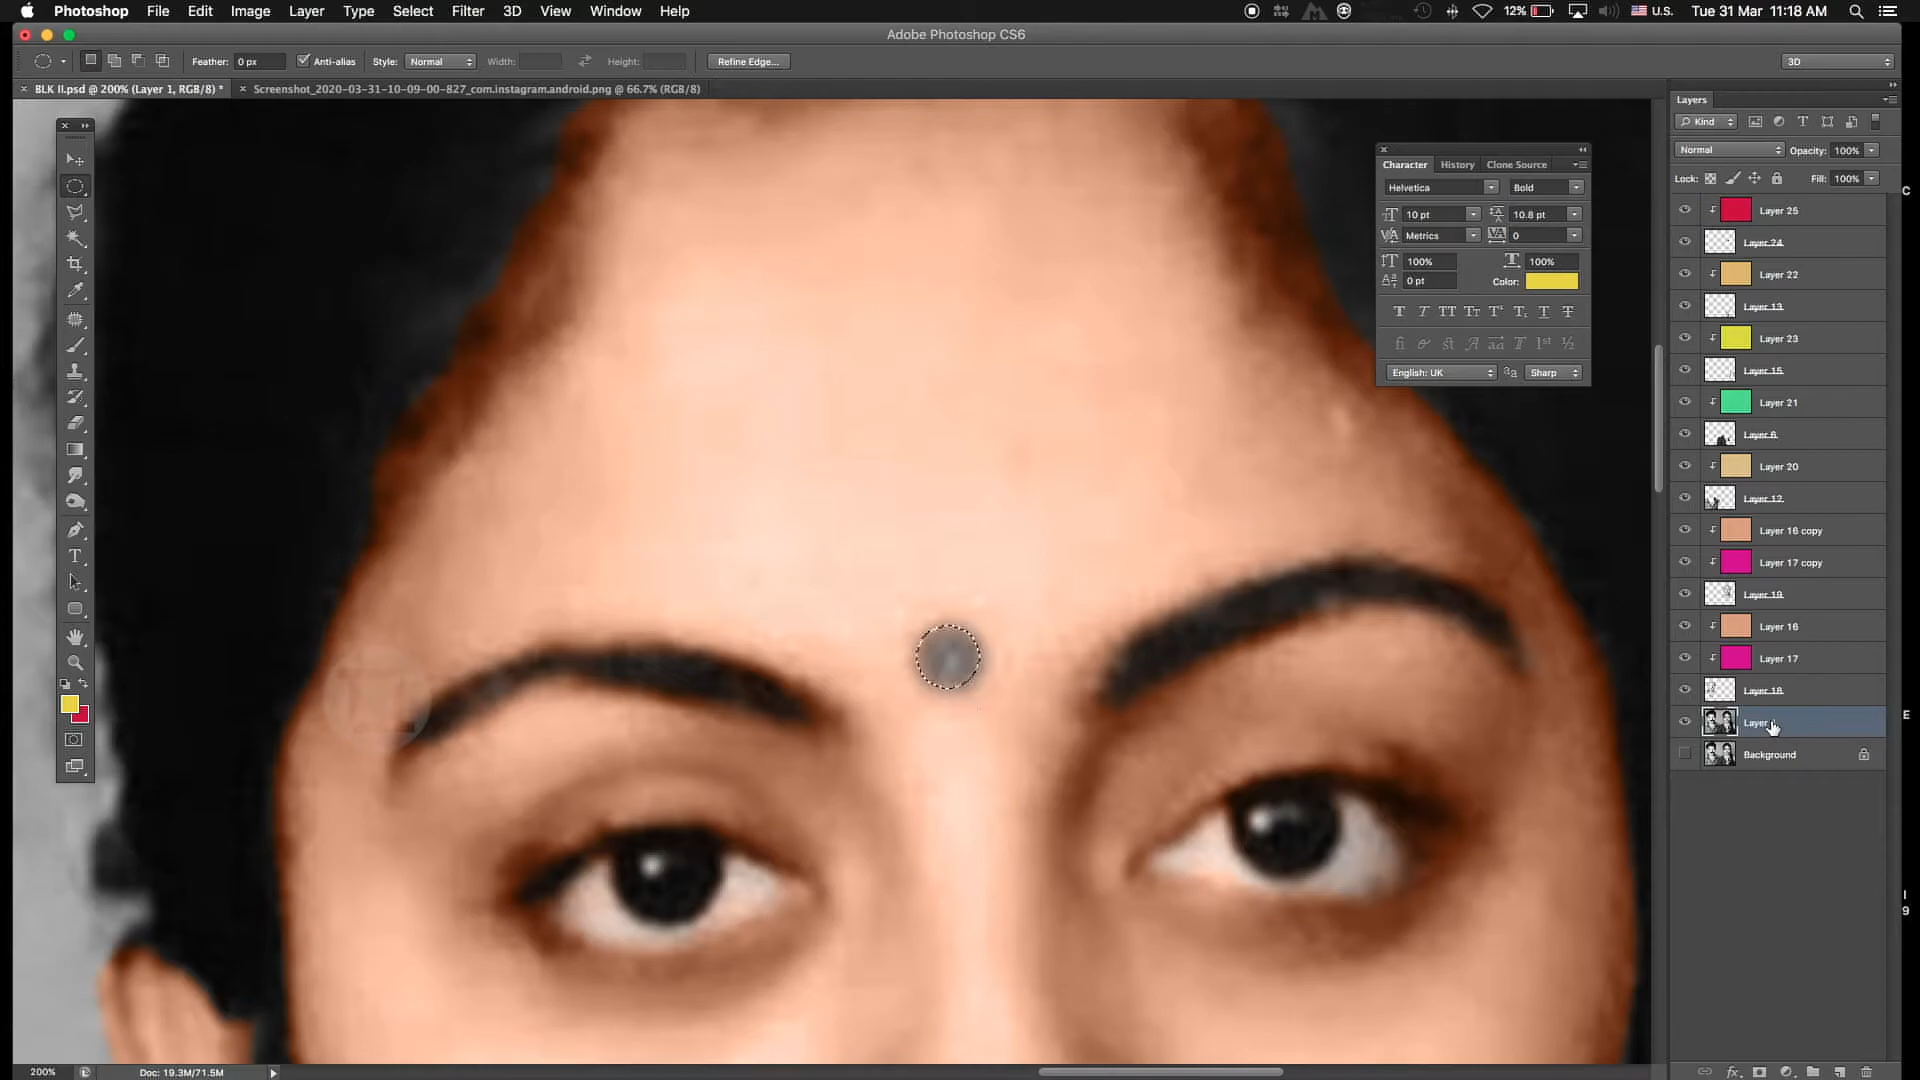 Photoshop File Edit Image Layer Type Select Filter 3D View Window Help 12% U.S. Tue 31 Mar 11:18 AM
Adobe Photoshop CS6
Feather: 0 px Anti-alias Style: Normal Width: Height: Refine Edge... 3D
BLK II.psd @ 200% (Layer 1, RGB/8) * Screenshot_2020-03-31-10-09-00-827_com.instagram.android.png @ 66.7% (RGB/8)
Layers
Kind
Normal Opacity: 100%
Lock: Fill: 100%
Character History Clone Source
Helvetica Bold
10 pt 10.8 pt
Metrics 0
100% 100%
0 pt Color:
English: UK Sharp
Layer 25
Layer 24
Layer 22
Layer 13
Layer 23
Layer 15
Layer 21
Layer 6
Layer 20
Layer 12
Layer 16 copy
Layer 17 copy
Layer 19
Layer 16
Layer 17
Layer 18
Layer
Background
200% Doc: 19.3M/71.5M